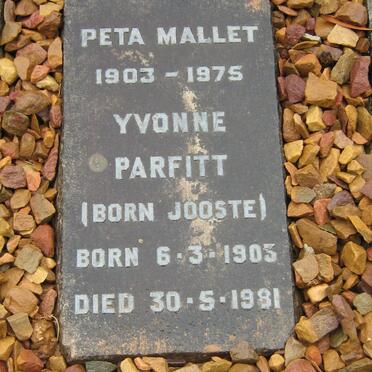 PETA MALLET
1903 - 1975
YVONNE
PARFITT
(BORN JOOSTE)
BORN 6·3·1903
DIED 30·5·1981